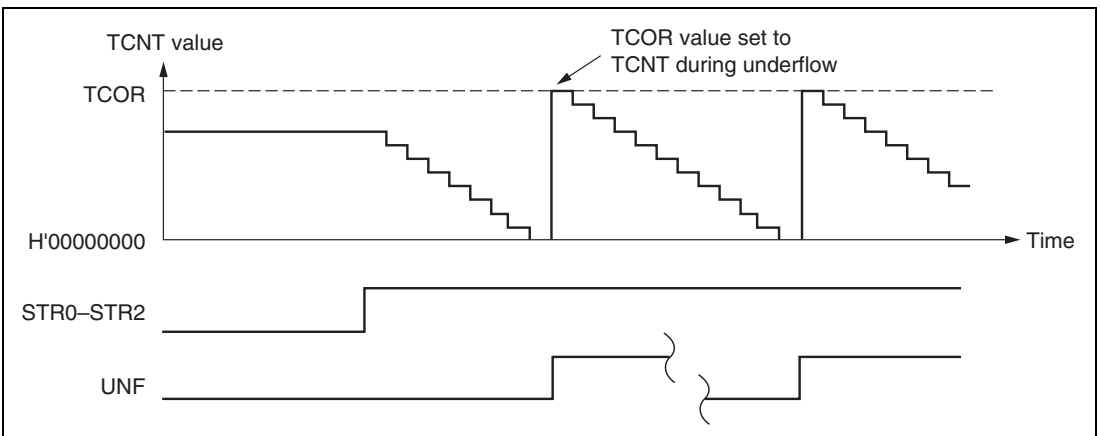 TCNT value
TCOR value set to
TCNT during underflow
TCOR
H'00000000
Time
STR0–STR2
UNF